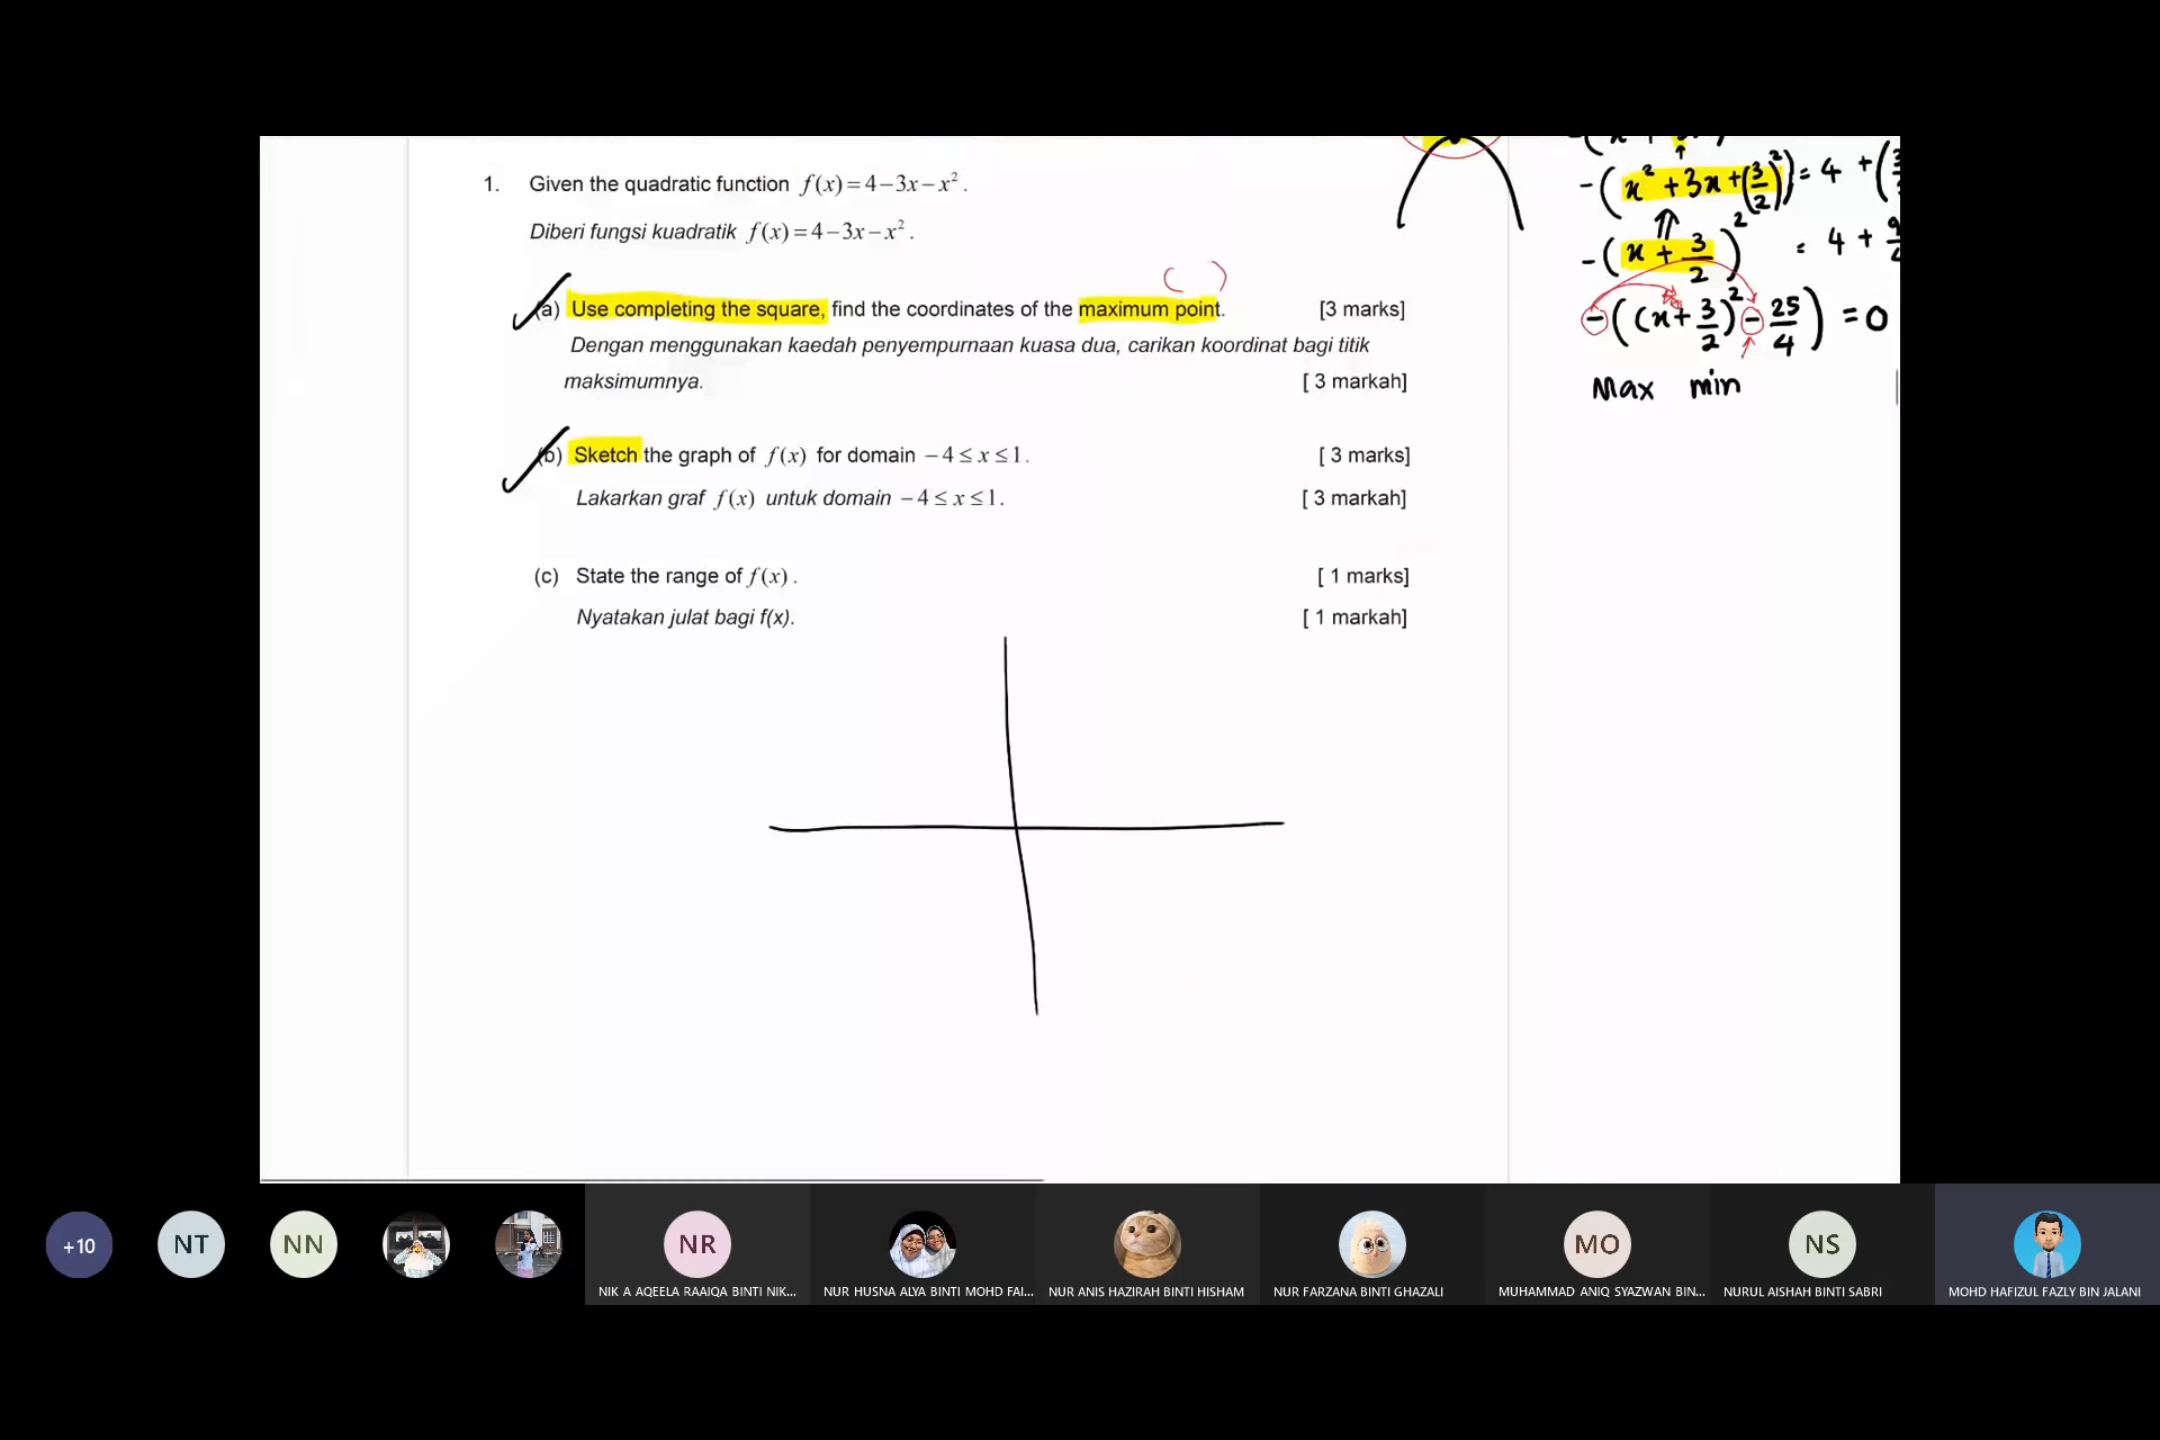 1. Given the quadratic function f(x)=4−3x−x².
Diberi fungsi kuadratik f(x)=4−3x−x².
(a) Use completing the square, find the coordinates of the maximum point. [3 marks]
Dengan menggunakan kaedah penyempurnaan kuasa dua, carikan koordinat bagi titik
maksimumnya. [ 3 markah]
(b) Sketch the graph of f(x) for domain −4≤x≤1. [ 3 marks]
Lakarkan graf f(x) untuk domain −4≤x≤1. [ 3 markah]
(c) State the range of f(x). [ 1 marks]
Nyatakan julat bagi f(x). [ 1 markah]
-(x²+3x+(3/2)²)= 4 +(
-(x + 3/2)² = 4 +
-((x+3/2)² - 25/4) = 0
Max min
+10
NT
NN
NR
NIK A AQEELA RAAIQA BINTI NIK...
NUR HUSNA ALYA BINTI MOHD FAI...
NUR ANIS HAZIRAH BINTI HISHAM
NUR FARZANA BINTI GHAZALI
MO
MUHAMMAD ANIQ SYAZWAN BIN...
NS
NURUL AISHAH BINTI SABRI
MOHD HAFIZUL FAZLY BIN JALANI